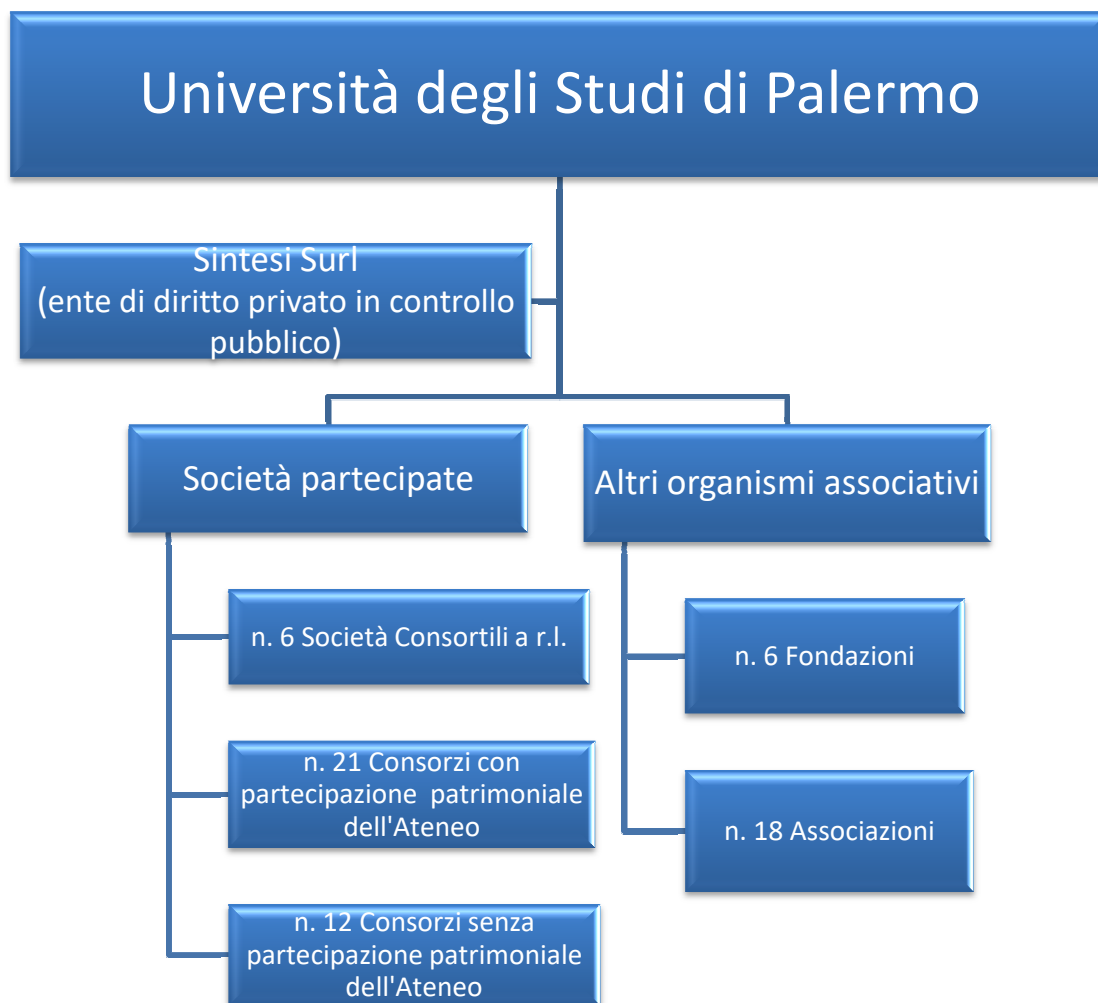 Università degli Studi di Palermo
Sintesi Surl
(ente di diritto privato in controllo
pubblico)
Società partecipate
Altri organismi associativi
n. 6 Società Consortili a r.l.
n. 6 Fondazioni
n. 21 Consorzi con
partecipazione patrimoniale
dell'Ateneo
n. 18 Associazioni
n. 12 Consorzi senza
partecipazione patrimoniale
dell'Ateneo